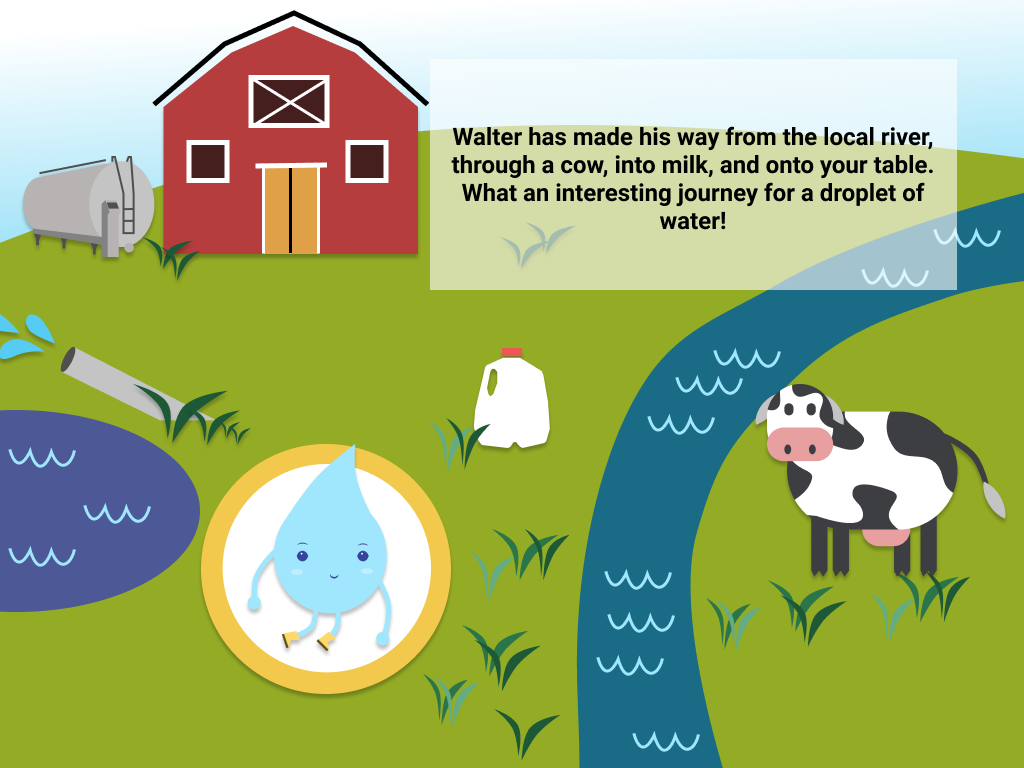 Walter has made his way from the local river,
through a cow, into milk, and onto your table.
What an interesting journey for a droplet of
water!